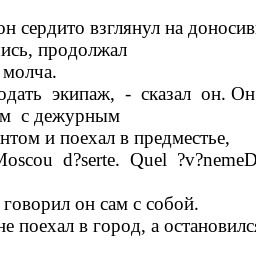 он сердито взглянул на доносив
ись, продолжал
молча.
одать экипаж, - сказал он. Он
м с дежурным
нтом и поехал в предместье,
Moscou d?serte. Quel ?v?nemeD
говорил он сам с собой.
не поехал в город, а остановилс